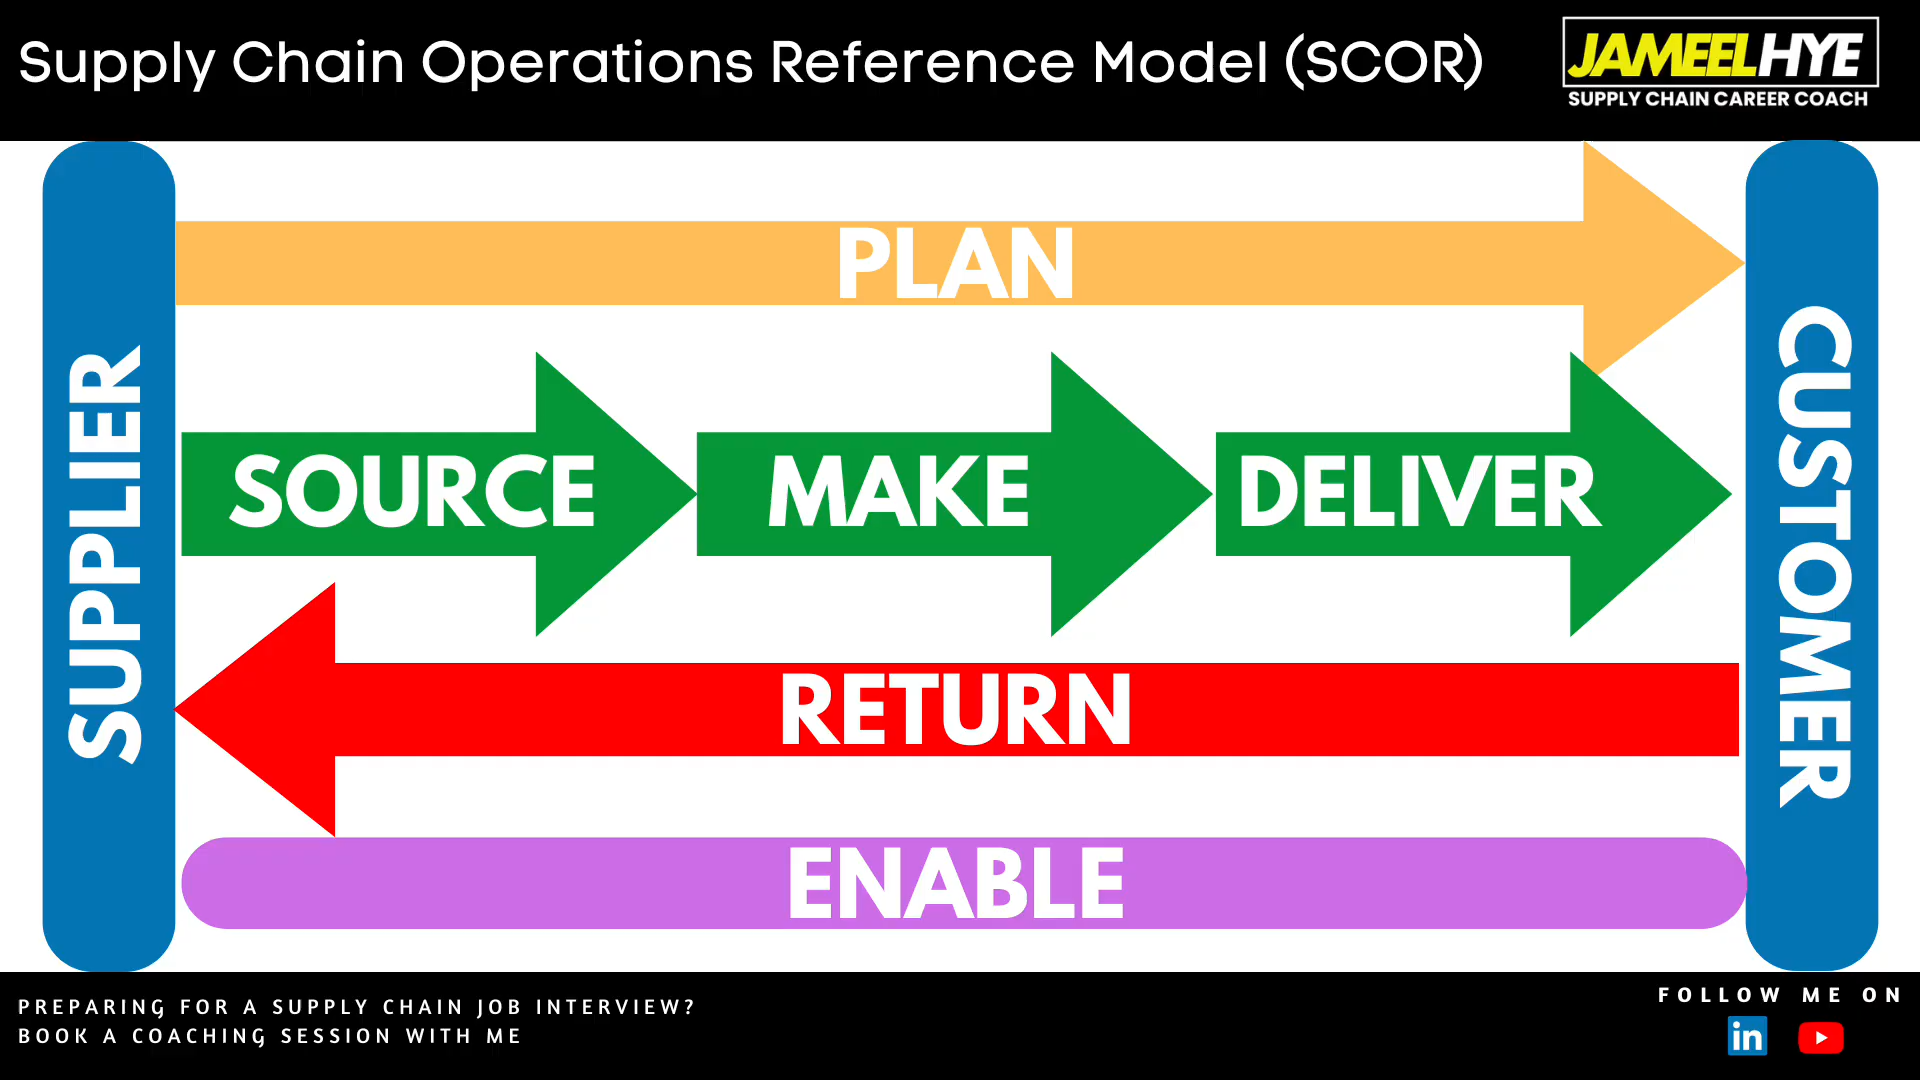 Supply Chain Operations Reference Model (SCOR)
JAMEELHYE
SUPPLY CHAIN CAREER COACH
SUPPLIER
PLAN
SOURCE
MAKE
DELIVER
RETURN
ENABLE
CUSTOMER
PREPARING FOR A SUPPLY CHAIN JOB INTERVIEW?
BOOK A COACHING SESSION WITH ME
FOLLOW ME ON
in